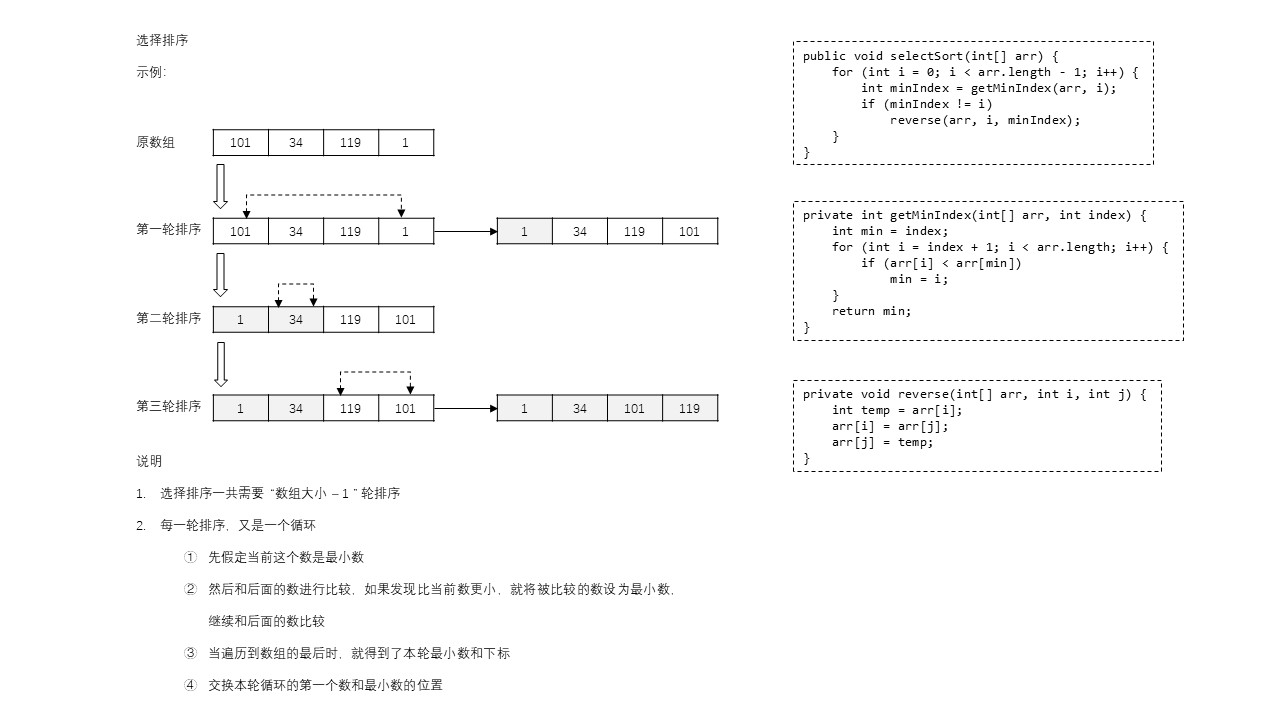 选择排序
示例：
原数组 101 34 119 1
第一轮排序 101 34 119 1 1 34 119 101
第二轮排序 1 34 119 101
第三轮排序 1 34 119 101 1 34 101 119
说明
1. 选择排序一共需要 “数组大小 – 1 ” 轮排序
2. 每一轮排序，又是一个循环
① 先假定当前这个数是最小数
② 然后和后面的数进行比较，如果发现比当前数更小，就将被比较的数设为最小数，
继续和后面的数比较
③ 当遍历到数组的最后时，就得到了本轮最小数和下标
④ 交换本轮循环的第一个数和最小数的位置
public void selectSort(int[] arr) {
    for (int i = 0; i < arr.length - 1; i++) {
        int minIndex = getMinIndex(arr, i);
        if (minIndex != i)
            reverse(arr, i, minIndex);
    }
}
private int getMinIndex(int[] arr, int index) {
    int min = index;
    for (int i = index + 1; i < arr.length; i++) {
        if (arr[i] < arr[min])
            min = i;
    }
    return min;
}
private void reverse(int[] arr, int i, int j) {
    int temp = arr[i];
    arr[i] = arr[j];
    arr[j] = temp;
}